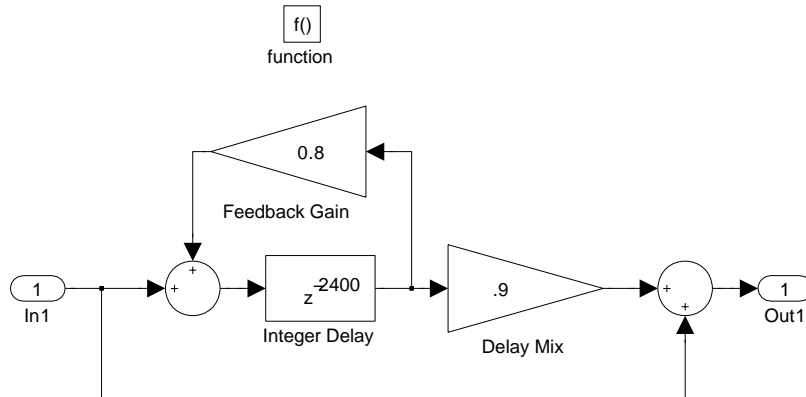 f()
function
0.8
Feedback Gain
1
In1
+
+
z^-2400
Integer Delay
.9
Delay Mix
+
+
1
Out1